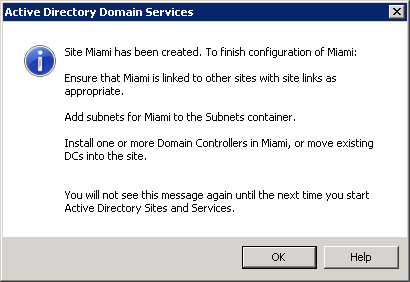 Active Directory Domain Services
Site Miami has been created. To finish configuration of Miami:
Ensure that Miami is linked to other sites with site links as
appropriate.
Add subnets for Miami to the Subnets container.
Install one or more Domain Controllers in Miami, or move existing
DCs into the site.
You will not see this message again until the next time you start
Active Directory Sites and Services.
OK
Help